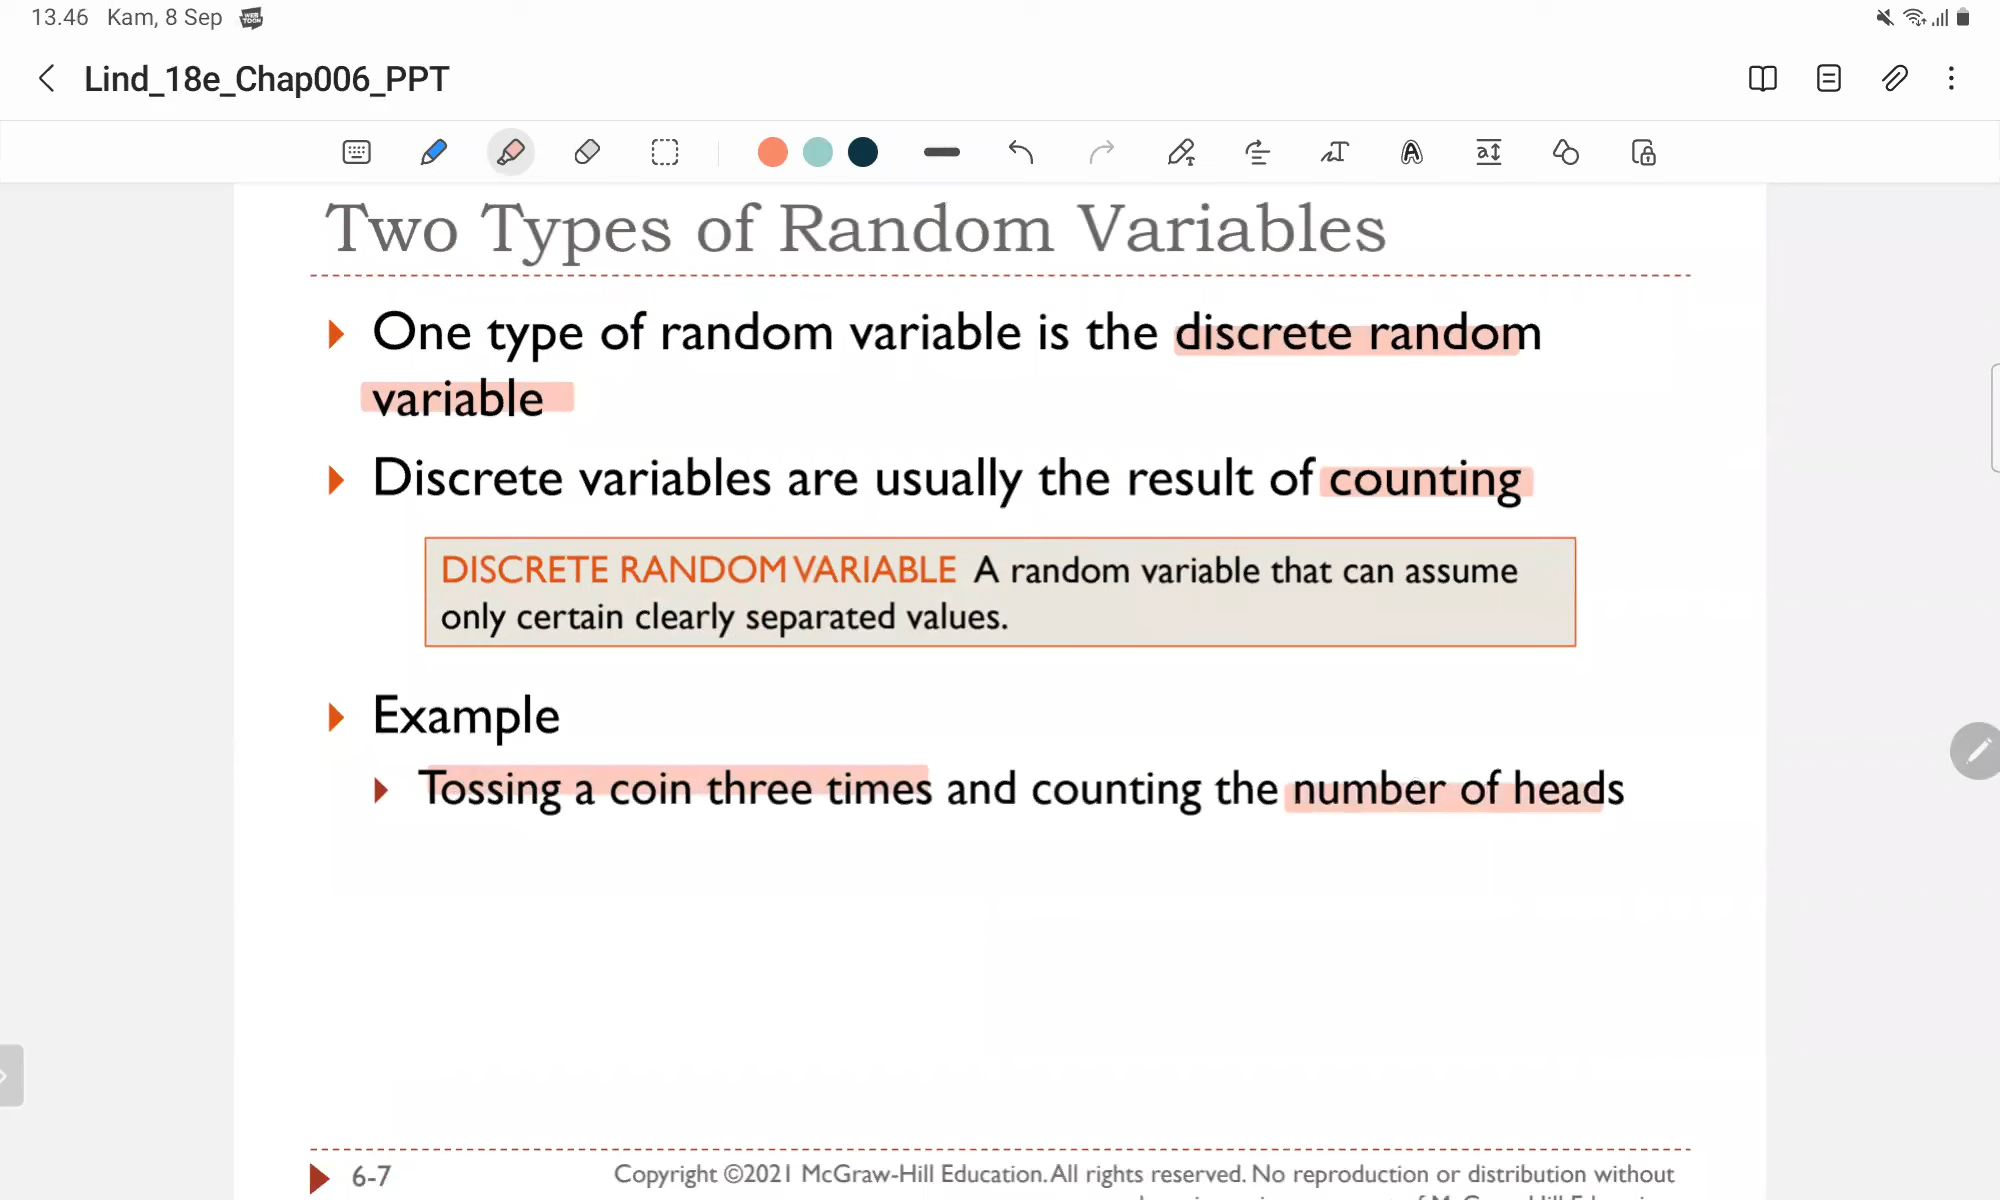 13.46 Kam, 8 Sep WEB TOON
Lind_18e_Chap006_PPT
Two Types of Random Variables
One type of random variable is the discrete random
variable
Discrete variables are usually the result of counting
DISCRETE RANDOM VARIABLE A random variable that can assume
only certain clearly separated values.
Example
Tossing a coin three times and counting the number of heads
6-7
Copyright ©2021 McGraw-Hill Education. All rights reserved. No reproduction or distribution without